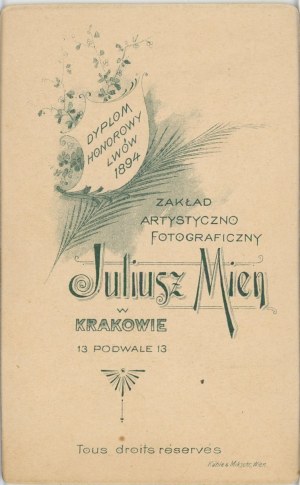 DYPLOM
HONOROWY
LWÓW
1894
ZAKŁAD
ARTYSTYCZNO
FOTOGRAFICZNY
Juliusz Mien
W
KRAKOWIE
13 PODWALE 13
Tous droits réservés